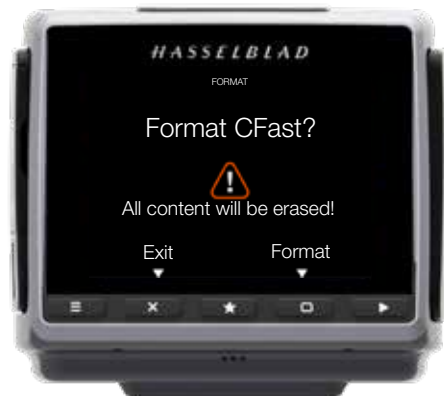 HASSELBLAD
FORMAT
Format CFast?
All content will be erased!
Exit Format